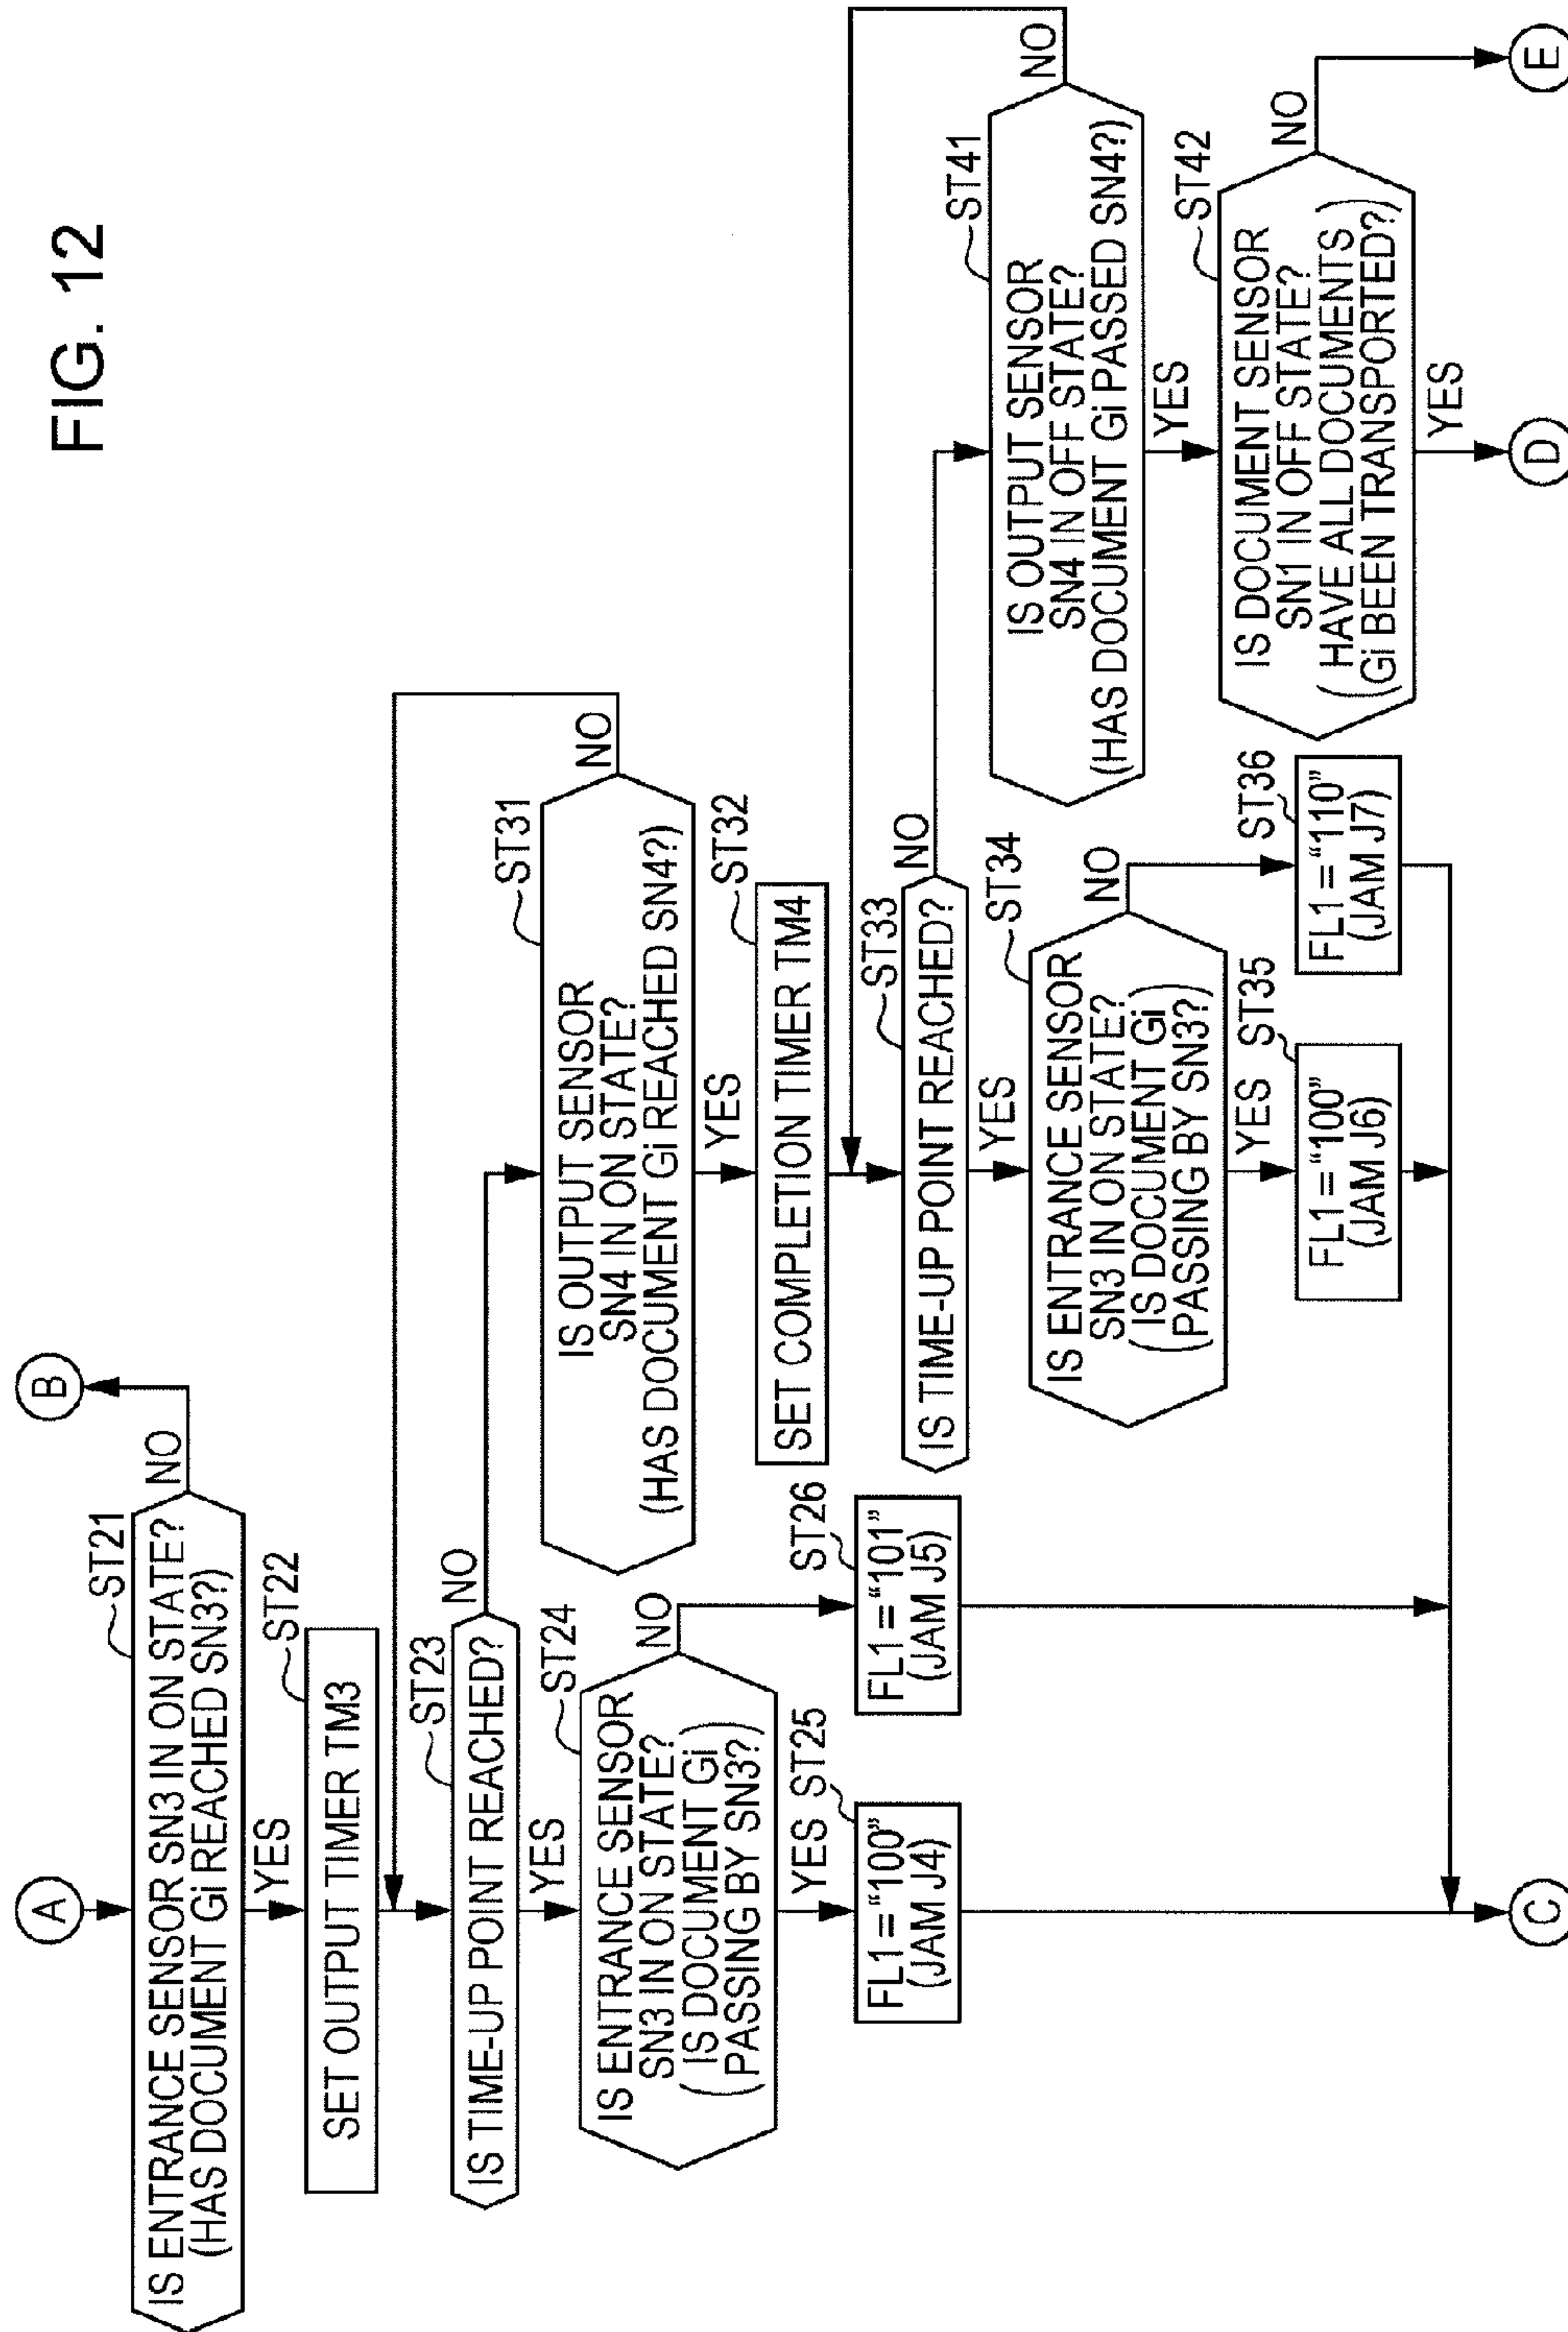 FIG. 12
A
B
IS ENTRANCE SENSOR SN3 IN ON STATE?
(HAS DOCUMENT Gi REACHED SN3?)
ST21
NO
YES
SET OUTPUT TIMER TM3
ST22
IS TIME-UP POINT REACHED?
ST23
NO
YES
IS ENTRANCE SENSOR
SN3 IN ON STATE?
(IS DOCUMENT Gi
PASSING BY SN3?)
ST24
NO
YES
ST25
FL1 = “100”
(JAM J4)
ST26
FL1 = “101”
(JAM J5)
IS OUTPUT SENSOR
SN4 IN ON STATE?
(HAS DOCUMENT Gi REACHED SN4?)
ST31
NO
YES
SET COMPLETION TIMER TM4
ST32
IS TIME-UP POINT REACHED?
ST33
NO
YES
IS ENTRANCE SENSOR
SN3 IN ON STATE?
(IS DOCUMENT Gi
PASSING BY SN3?)
ST34
NO
YES
ST35
FL1 = “100”
(JAM J6)
ST36
FL1 = “110”
(JAM J7)
IS OUTPUT SENSOR
SN4 IN OFF STATE?
(HAS DOCUMENT Gi PASSED SN4?)
ST41
NO
YES
IS DOCUMENT SENSOR
SN1 IN OFF STATE?
(HAVE ALL DOCUMENTS
Gi BEEN TRANSPORTED?)
ST42
NO
YES
C
D
E